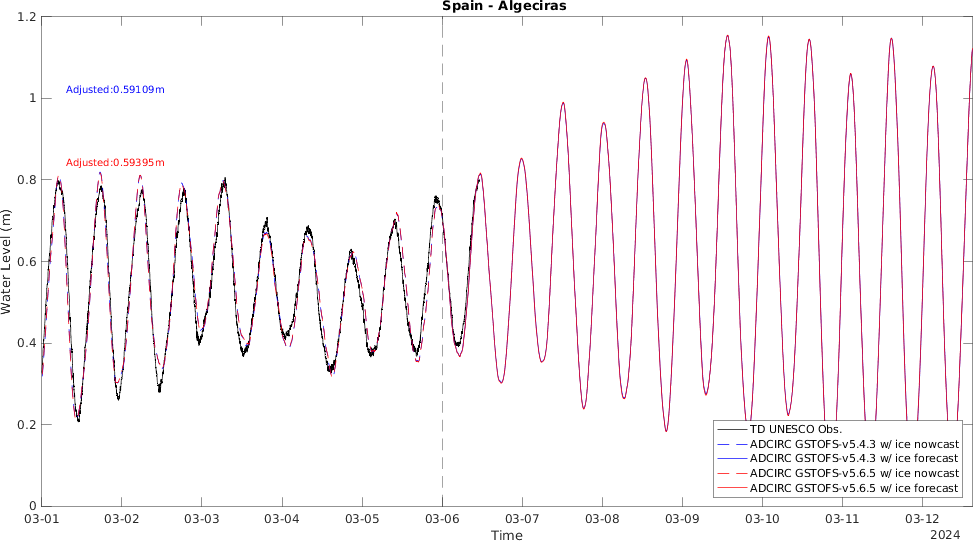 Spain - Algeciras
1.2
1
0.8
0.6
0.4
0.2
0
Water Level (m)
Adjusted:0.59109m
Adjusted:0.59395m
TD UNESCO Obs.
ADCIRC GSTOFS-v5.4.3 w/ ice nowcast
ADCIRC GSTOFS-v5.4.3 w/ ice forecast
ADCIRC GSTOFS-v5.6.5 w/ ice nowcast
ADCIRC GSTOFS-v5.6.5 w/ ice forecast
03-01 03-02 03-03 03-04 03-05 03-06 03-07 03-08 03-09 03-10 03-11 03-12
Time
2024